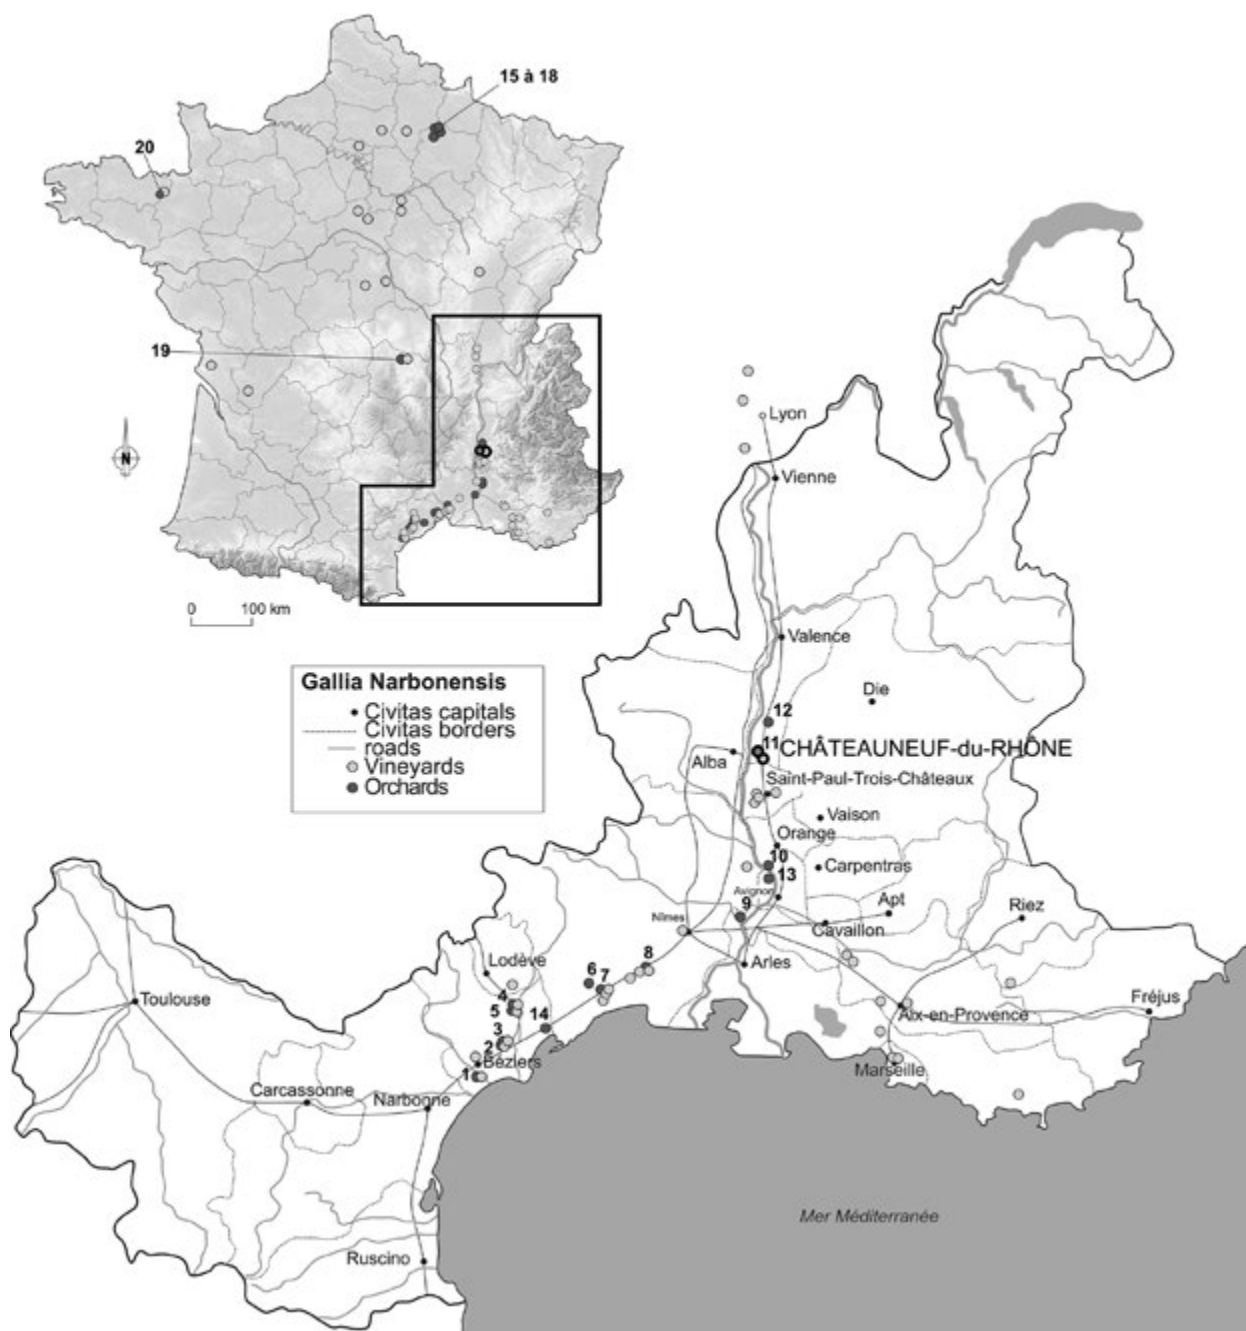 15 à 18
20
19
N
0 100 km
Lyon
Vienne
Valence
Die
12
11 CHÂTEAUNEUF-du-RHÔNE
Alba
Saint-Paul-Trois-Châteaux
Vaison
Orange
10
Carpentras
13
Avignon
Apt
9
Riez
Nîmes
Cavaillon
Gallia Narbonensis
Civitas capitals
Civitas borders
roads
Vineyards
Orchards
Lodève
8
Arles
6
7
4
Toulouse
5
14
Aix-en-Provence
Fréjus
3
2
Béziers
Marseille
1
Carcassonne
Narbonne
Mer Méditerranée
Ruscino